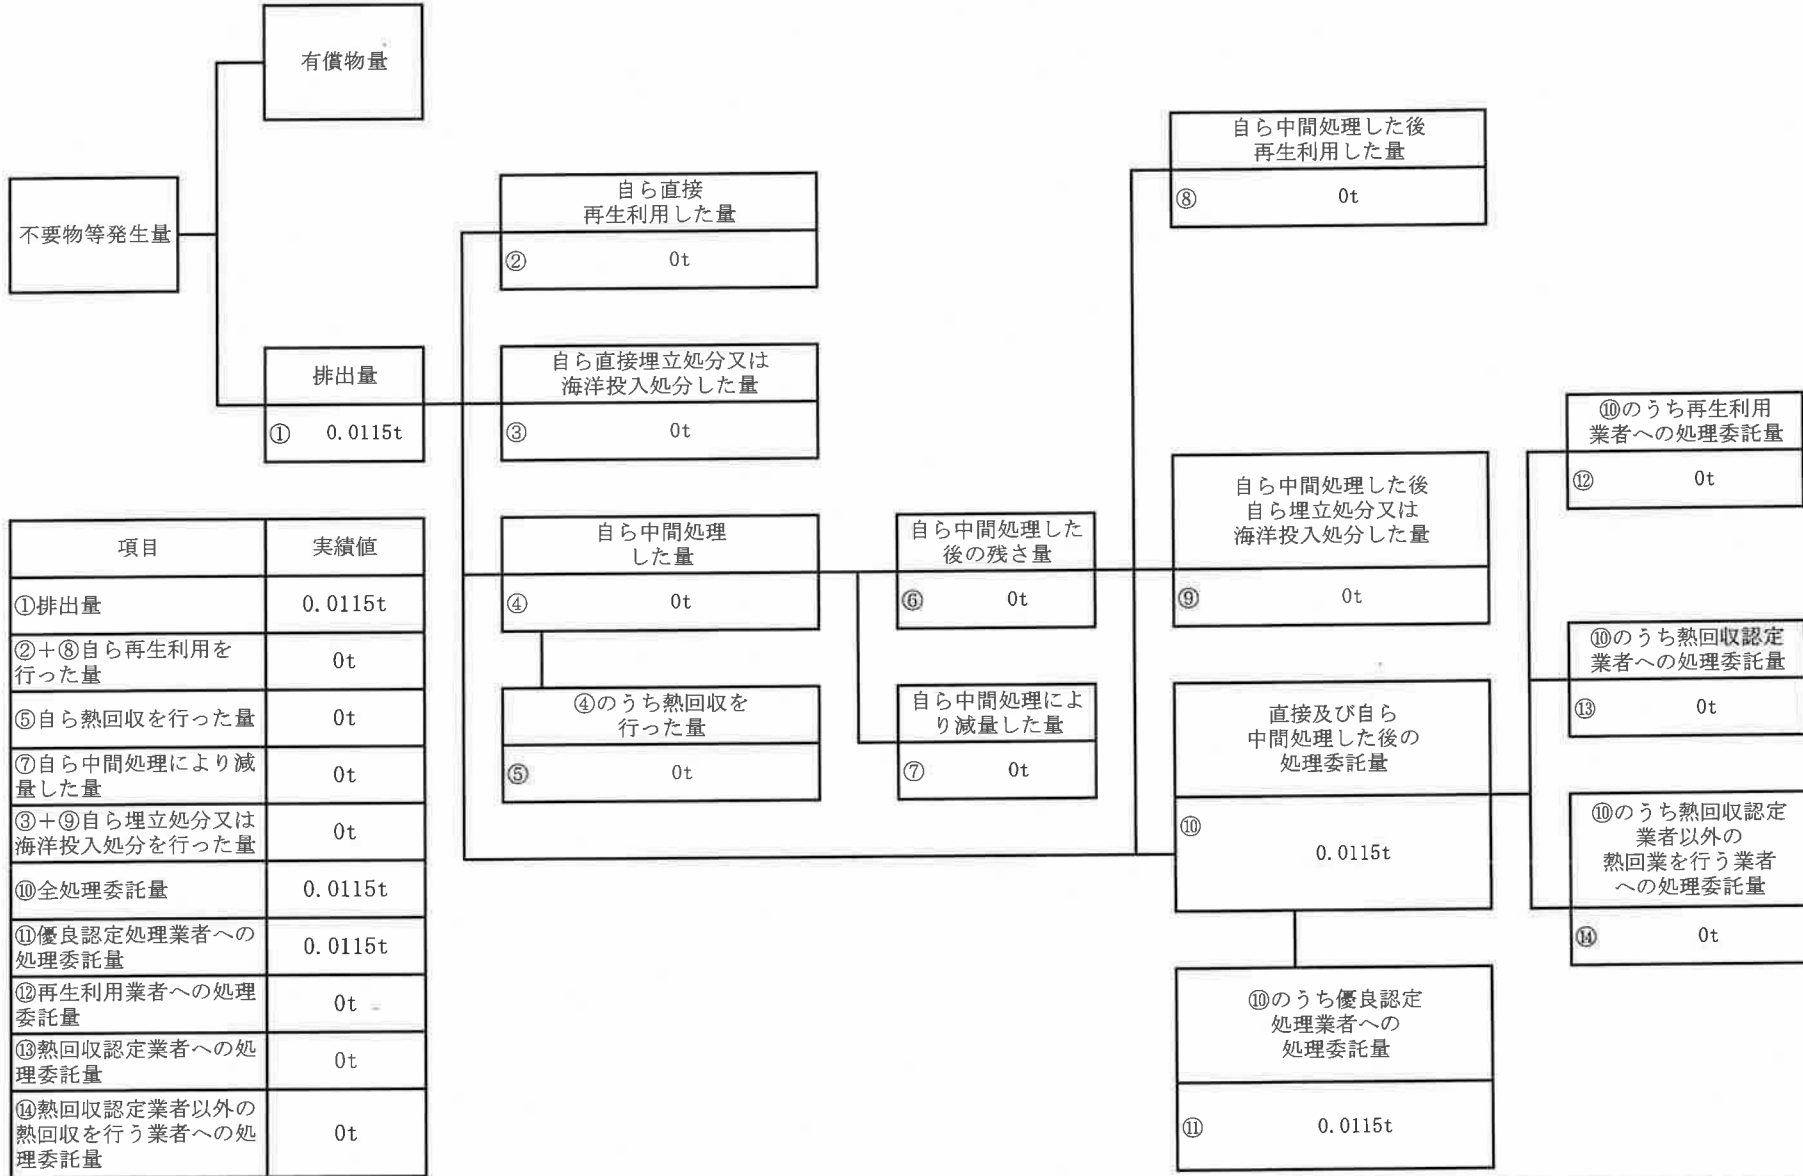 有償物量
不要物等発生量
排出量
① 0.0115t
自ら直接
再生利用した量
② 0t
自ら直接埋立処分又は
海洋投入処分した量
③ 0t
自ら中間処理
した量
④ 0t
④のうち熱回収を
行った量
⑤ 0t
自ら中間処理した
後の残さ量
⑥ 0t
自ら中間処理によ
り減量した量
⑦ 0t
自ら中間処理した後
再生利用した量
⑧ 0t
自ら中間処理した後
自ら埋立処分又は
海洋投入処分した量
⑨ 0t
直接及び自ら
中間処理した後の
処理委託量
⑩
0.0115t
⑩のうち優良認定
処理業者への
処理委託量
⑪ 0.0115t
⑩のうち再生利用
業者への処理委託量
⑫ 0t
⑩のうち熱回収認定
業者への処理委託量
⑬ 0t
⑩のうち熱回収認定
業者以外の
熱回業を行う業者
への処理委託量
⑭ 0t
項目 実績値
①排出量 0.0115t
②+⑧自ら再生利用を
行った量 0t
⑤自ら熱回収を行った量 0t
⑦自ら中間処理により減
量した量 0t
③+⑨自ら埋立処分又は
海洋投入処分を行った量 0t
⑩全処理委託量 0.0115t
⑪優良認定処理業者への
処理委託量 0.0115t
⑫再生利用業者への処理
委託量 0t
⑬熱回収認定業者への処
理委託量 0t
⑭熱回収認定業者以外の
熱回収を行う業者への処
理委託量 0t